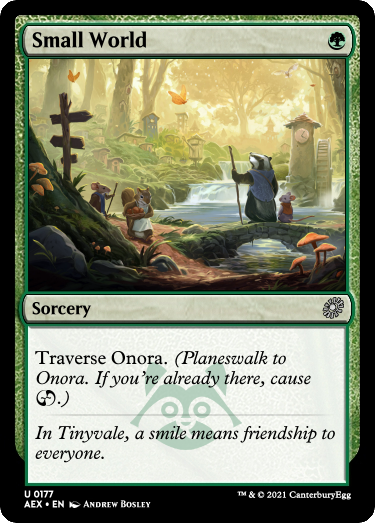 Small World
Sorcery
Traverse Onora. (Planeswalk to
Onora. If you're already there, cause
.)
In Tinyvale, a smile means friendship to
everyone.
U 0177
AEX • EN Andrew Bosley
™ & © 2021 CanterburyEgg